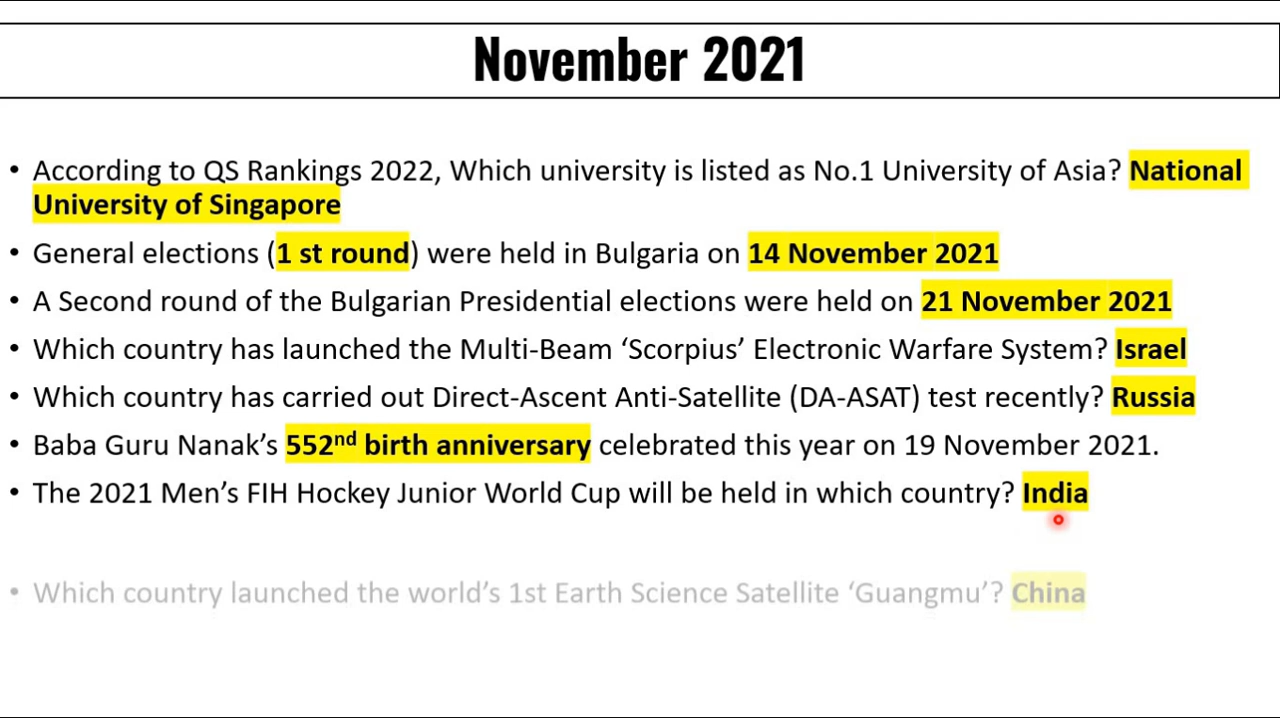 November 2021
• According to QS Rankings 2022, Which university is listed as No.1 University of Asia? National
University of Singapore
• General elections (1 st round) were held in Bulgaria on 14 November 2021
• A Second round of the Bulgarian Presidential elections were held on 21 November 2021
• Which country has launched the Multi-Beam ‘Scorpius’ Electronic Warfare System? Israel
• Which country has carried out Direct-Ascent Anti-Satellite (DA-ASAT) test recently? Russia
• Baba Guru Nanak’s 552nd birth anniversary celebrated this year on 19 November 2021.
• The 2021 Men’s FIH Hockey Junior World Cup will be held in which country? India
• Which country launched the world’s 1st Earth Science Satellite ‘Guangmu’? China